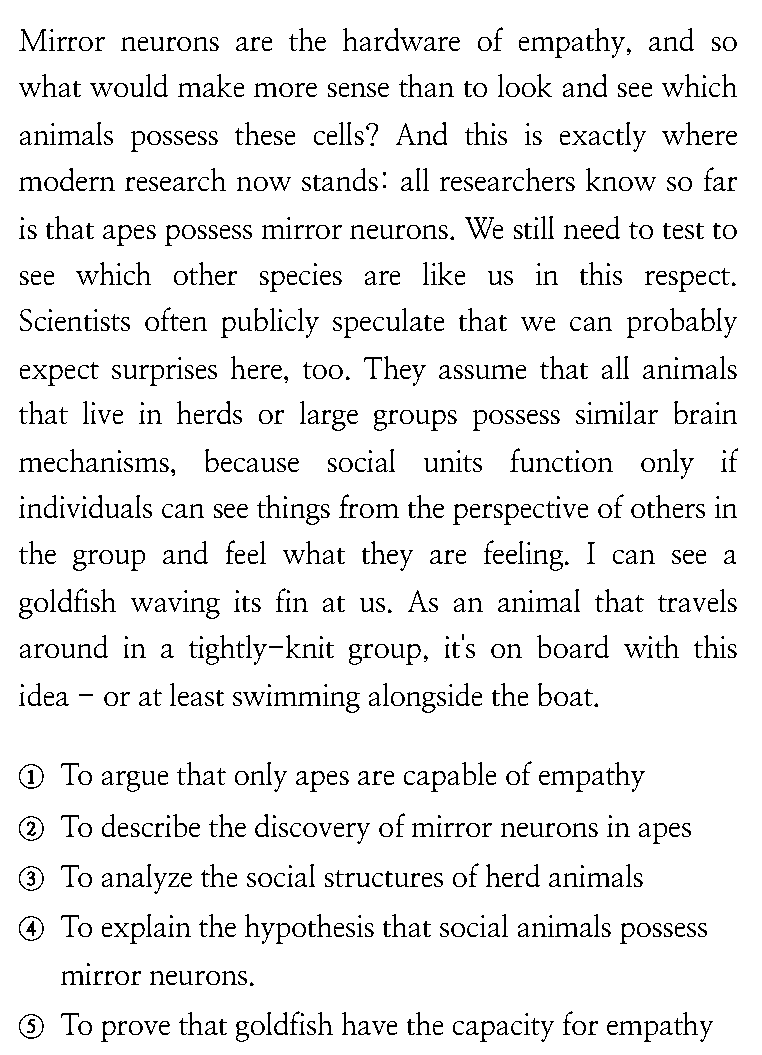 Mirror neurons are the hardware of empathy, and so
what would make more sense than to look and see which
animals possess these cells? And this is exactly where
modern research now stands: all researchers know so far
is that apes possess mirror neurons. We still need to test to
see which other species are like us in this respect.
Scientists often publicly speculate that we can probably
expect surprises here, too. They assume that all animals
that live in herds or large groups possess similar brain
mechanisms, because social units function only if
individuals can see things from the perspective of others in
the group and feel what they are feeling. I can see a
goldfish waving its fin at us. As an animal that travels
around in a tightly-knit group, it's on board with this
idea - or at least swimming alongside the boat.
① To argue that only apes are capable of empathy
② To describe the discovery of mirror neurons in apes
③ To analyze the social structures of herd animals
④ To explain the hypothesis that social animals possess
mirror neurons.
⑤ To prove that goldfish have the capacity for empathy